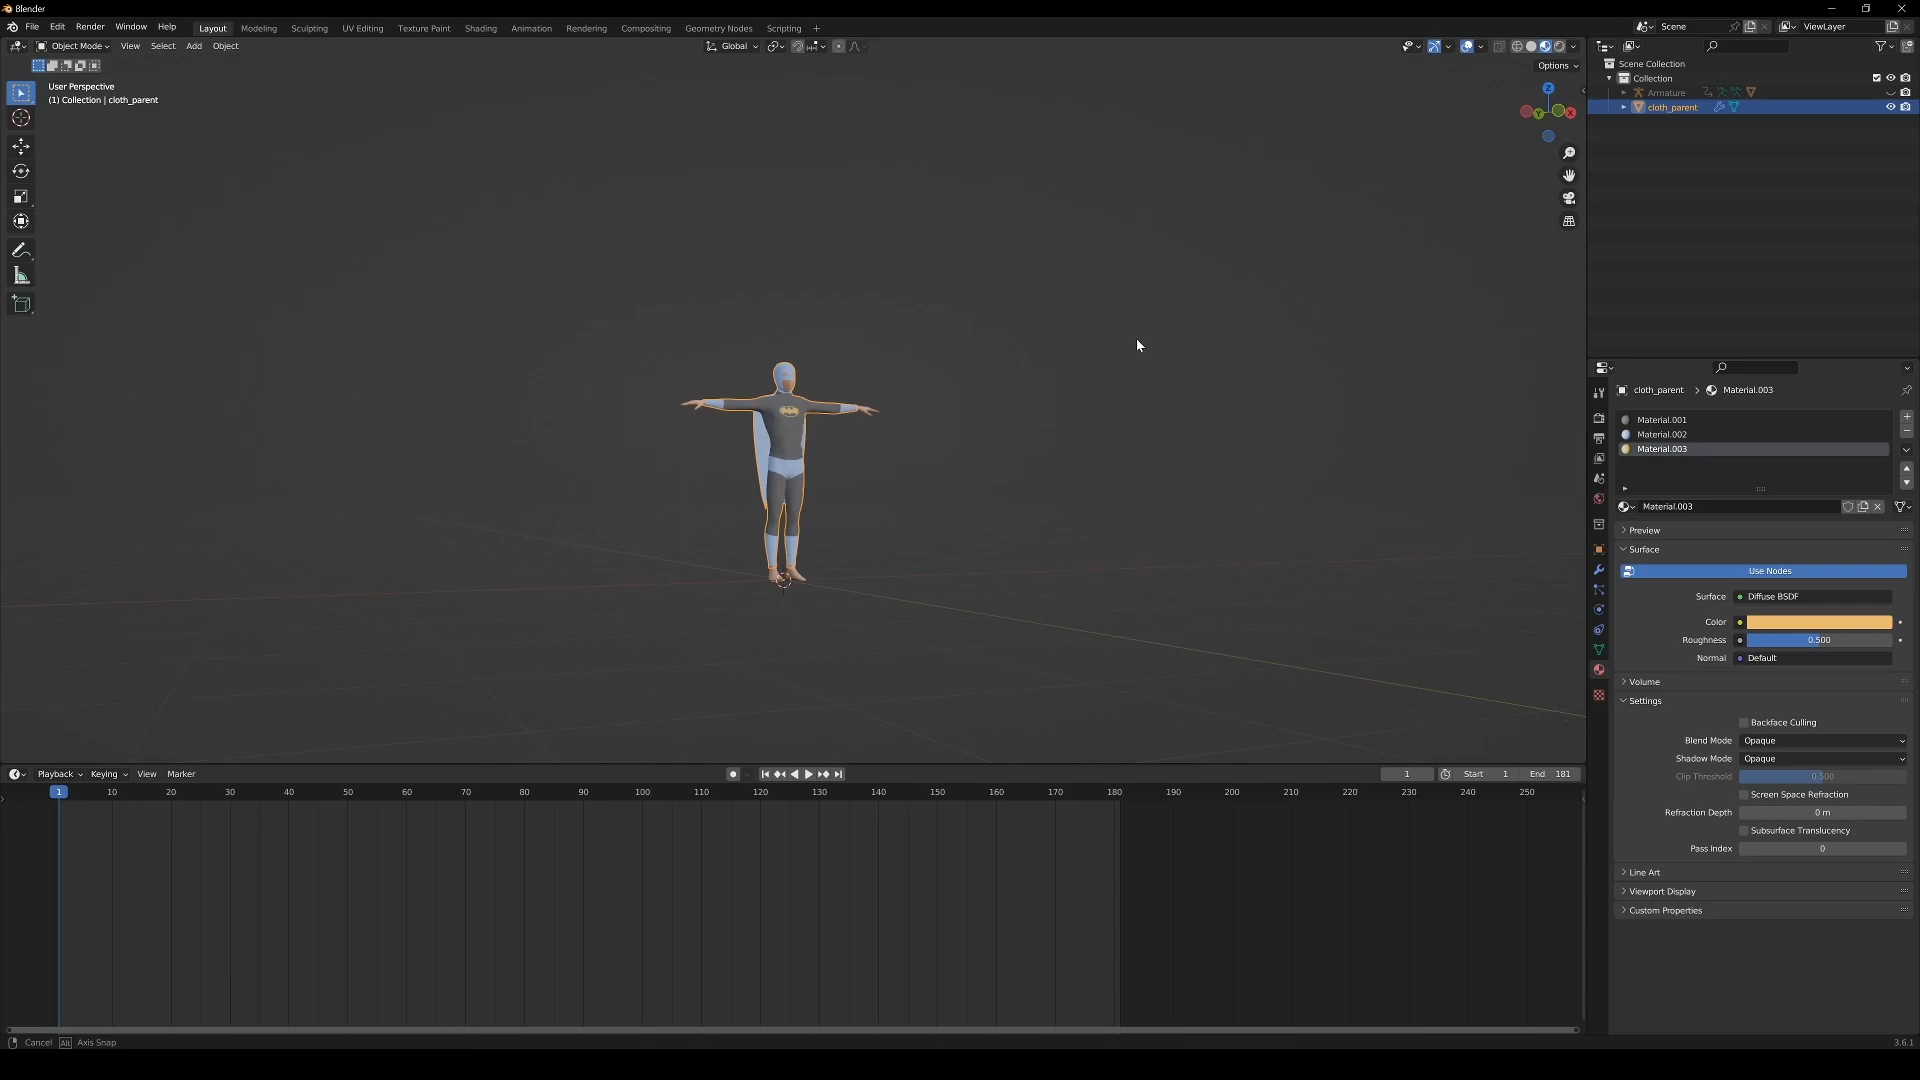 Blender
File Edit Render Window Help Layout Modeling Sculpting UV Editing Texture Paint Shading Animation Rendering Compositing Geometry Nodes Scripting + Scene ViewLayer
Object Mode View Select Add Object Global
Options
User Perspective
(1) Collection | cloth_parent
Z
Y
X
Scene Collection
Collection
Armature
cloth_parent
cloth_parent > Material.003
Material.001
Material.002
Material.003
Material.003
Preview
Surface
Use Nodes
Surface Diffuse BSDF
Color
Roughness 0.500
Normal Default
Volume
Settings
Backface Culling
Blend Mode Opaque
Shadow Mode Opaque
Clip Threshold 0.500
Screen Space Refraction
Refraction Depth 0 m
Subsurface Translucency
Pass Index 0
Line Art
Viewport Display
Custom Properties
Playback Keying View Marker 1 Start 1 End 181
1 10 20 30 40 50 60 70 80 90 100 110 120 130 140 150 160 170 180 190 200 210 220 230 240 250
Cancel Alt Axis Snap 3.6.1